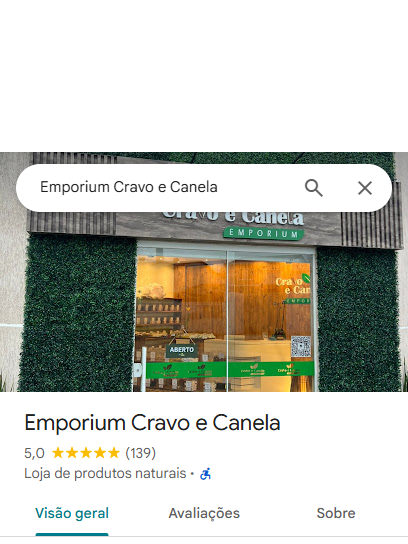 Emporium Cravo e Canela
Cravo e Canela
EMPORIUM
Cravo
e Can
ABERTO
Emporium Cravo e Canela
5,0 (139)
Loja de produtos naturais •
Visão geral Avaliações Sobre